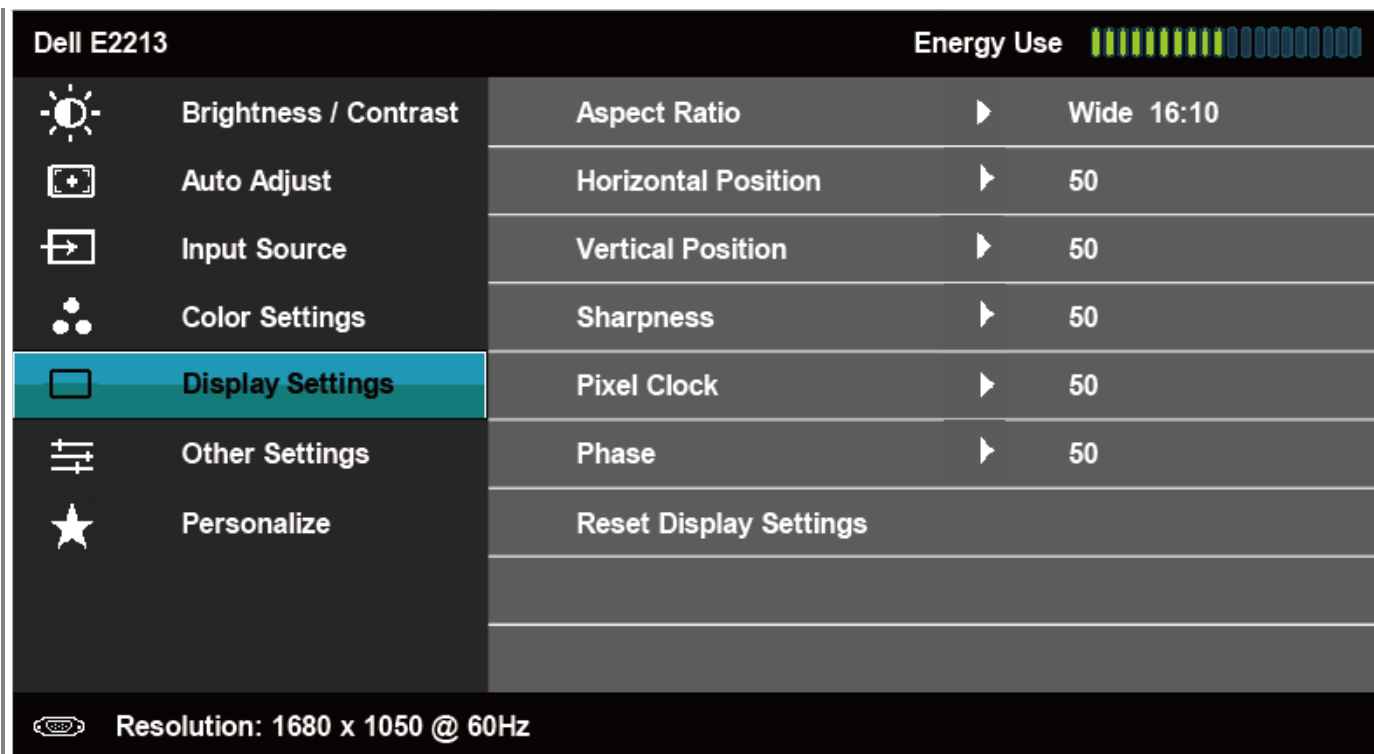 Dell E2213 Energy Use
Brightness / Contrast Aspect Ratio Wide 16:10
Auto Adjust Horizontal Position 50
Input Source Vertical Position 50
Color Settings Sharpness 50
Display Settings Pixel Clock 50
Other Settings Phase 50
Personalize Reset Display Settings
Resolution: 1680 x 1050 @ 60Hz